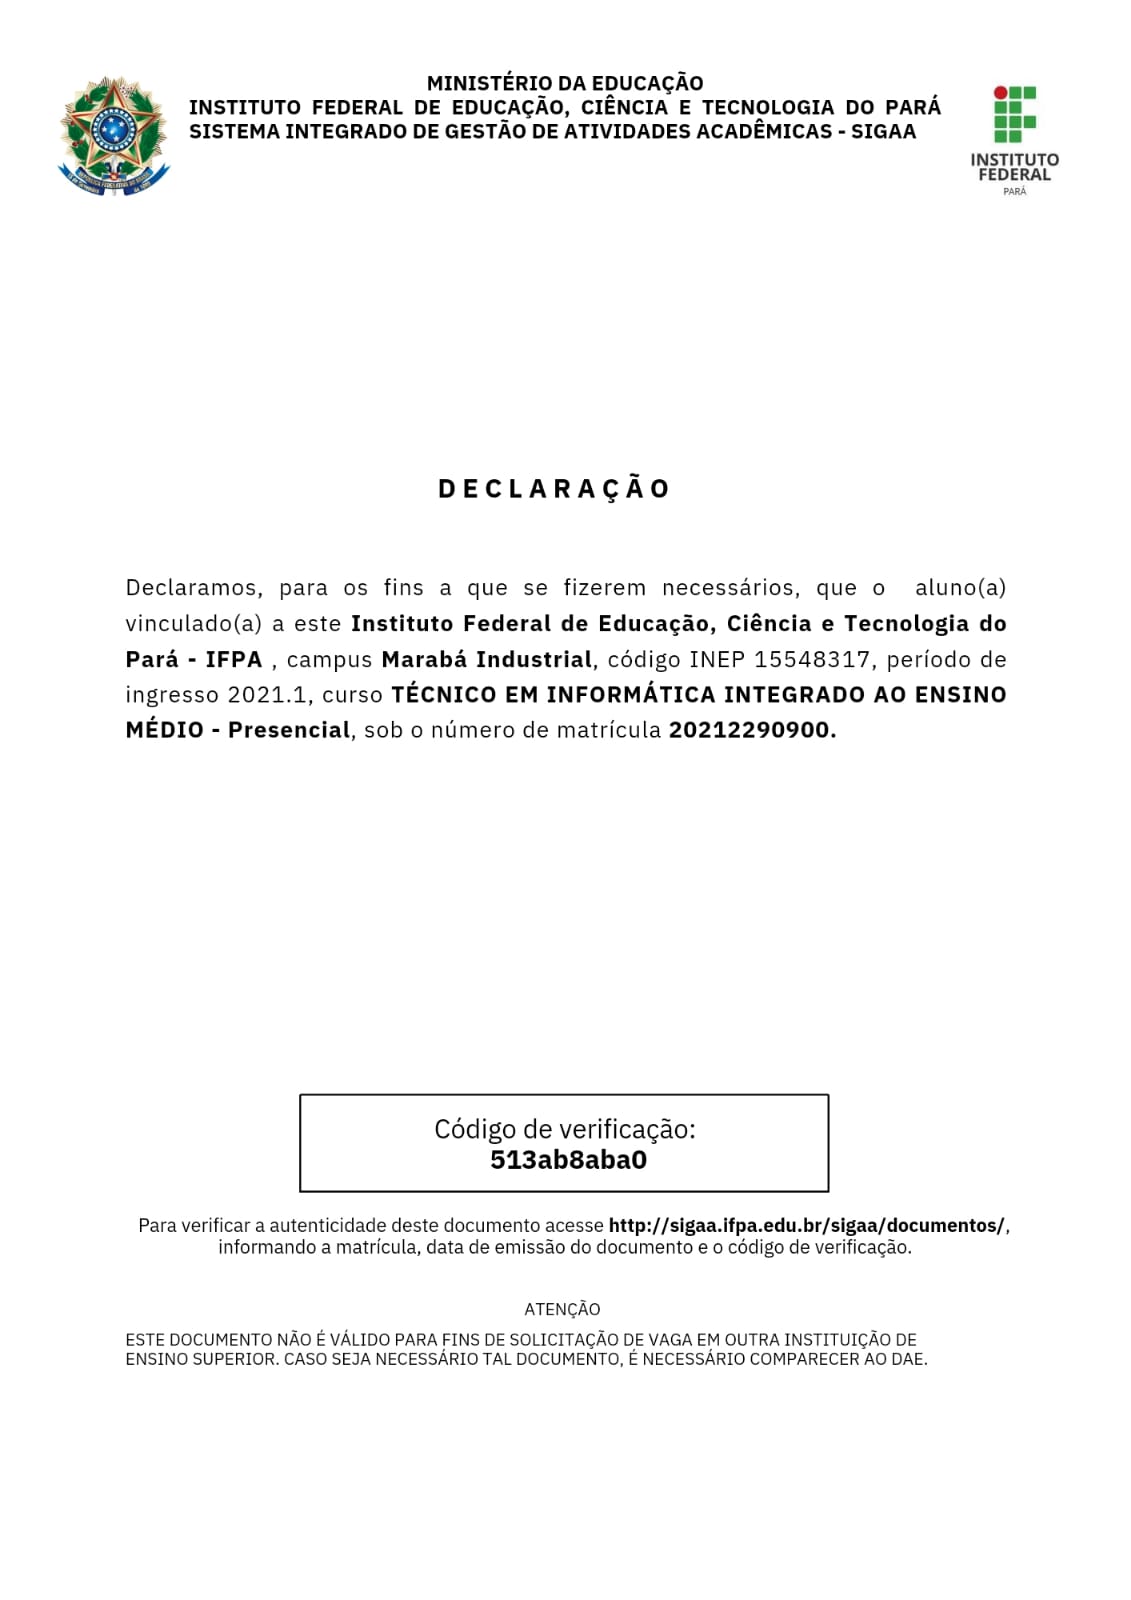 MINISTÉRIO DA EDUCAÇÃO
INSTITUTO FEDERAL DE EDUCAÇÃO, CIÊNCIA E TECNOLOGIA DO PARÁ
SISTEMA INTEGRADO DE GESTÃO DE ATIVIDADES ACADÊMICAS - SIGAA
INSTITUTO
FEDERAL
PARÁ
DECLARAÇÃO
Declaramos, para os fins a que se fizerem necessários, que o aluno(a)
vinculado(a) a este Instituto Federal de Educação, Ciência e Tecnologia do
Pará - IFPA , campus Marabá Industrial, código INEP 15548317, período de
ingresso 2021.1, curso TÉCNICO EM INFORMÁTICA INTEGRADO AO ENSINO
MÉDIO - Presencial, sob o número de matrícula 20212290900.
Código de verificação:
513ab8aba0
Para verificar a autenticidade deste documento acesse http://sigaa.ifpa.edu.br/sigaa/documentos/,
informando a matrícula, data de emissão do documento e o código de verificação.
ATENÇÃO
ESTE DOCUMENTO NÃO É VÁLIDO PARA FINS DE SOLICITAÇÃO DE VAGA EM OUTRA INSTITUIÇÃO DE
ENSINO SUPERIOR. CASO SEJA NECESSÁRIO TAL DOCUMENTO, É NECESSÁRIO COMPARECER AO DAE.